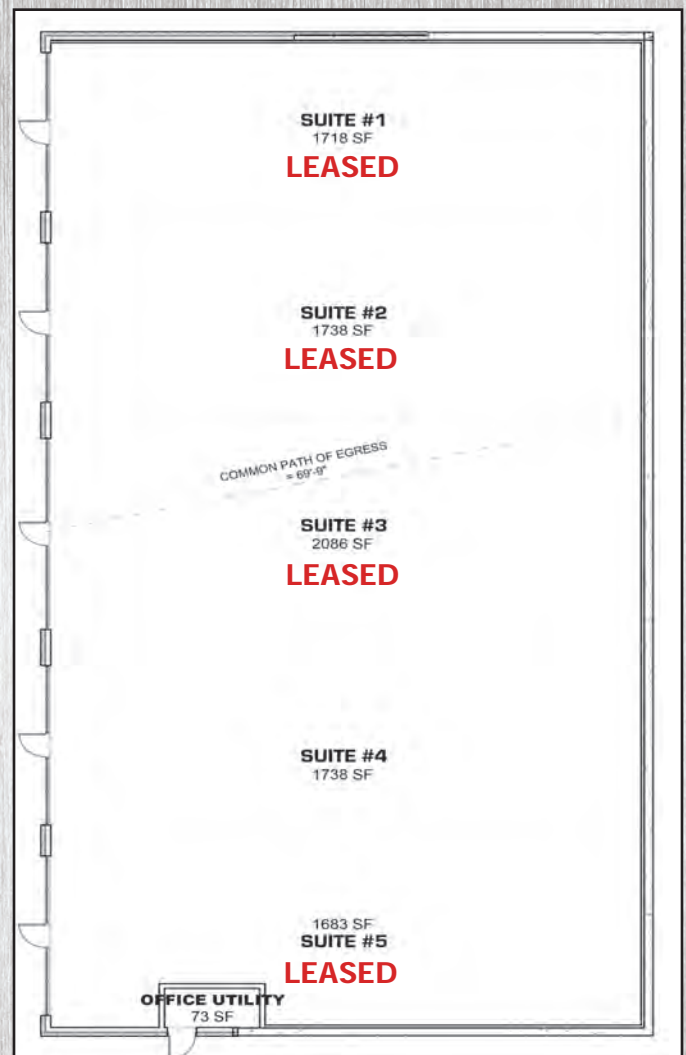 SUITE #1
1718 SF
LEASED
SUITE #2
1738 SF
LEASED
COMMON PATH OF EGRESS
= 69'-9"
SUITE #3
2086 SF
LEASED
SUITE #4
1738 SF
1683 SF
SUITE #5
LEASED
OFFICE UTILITY
73 SF